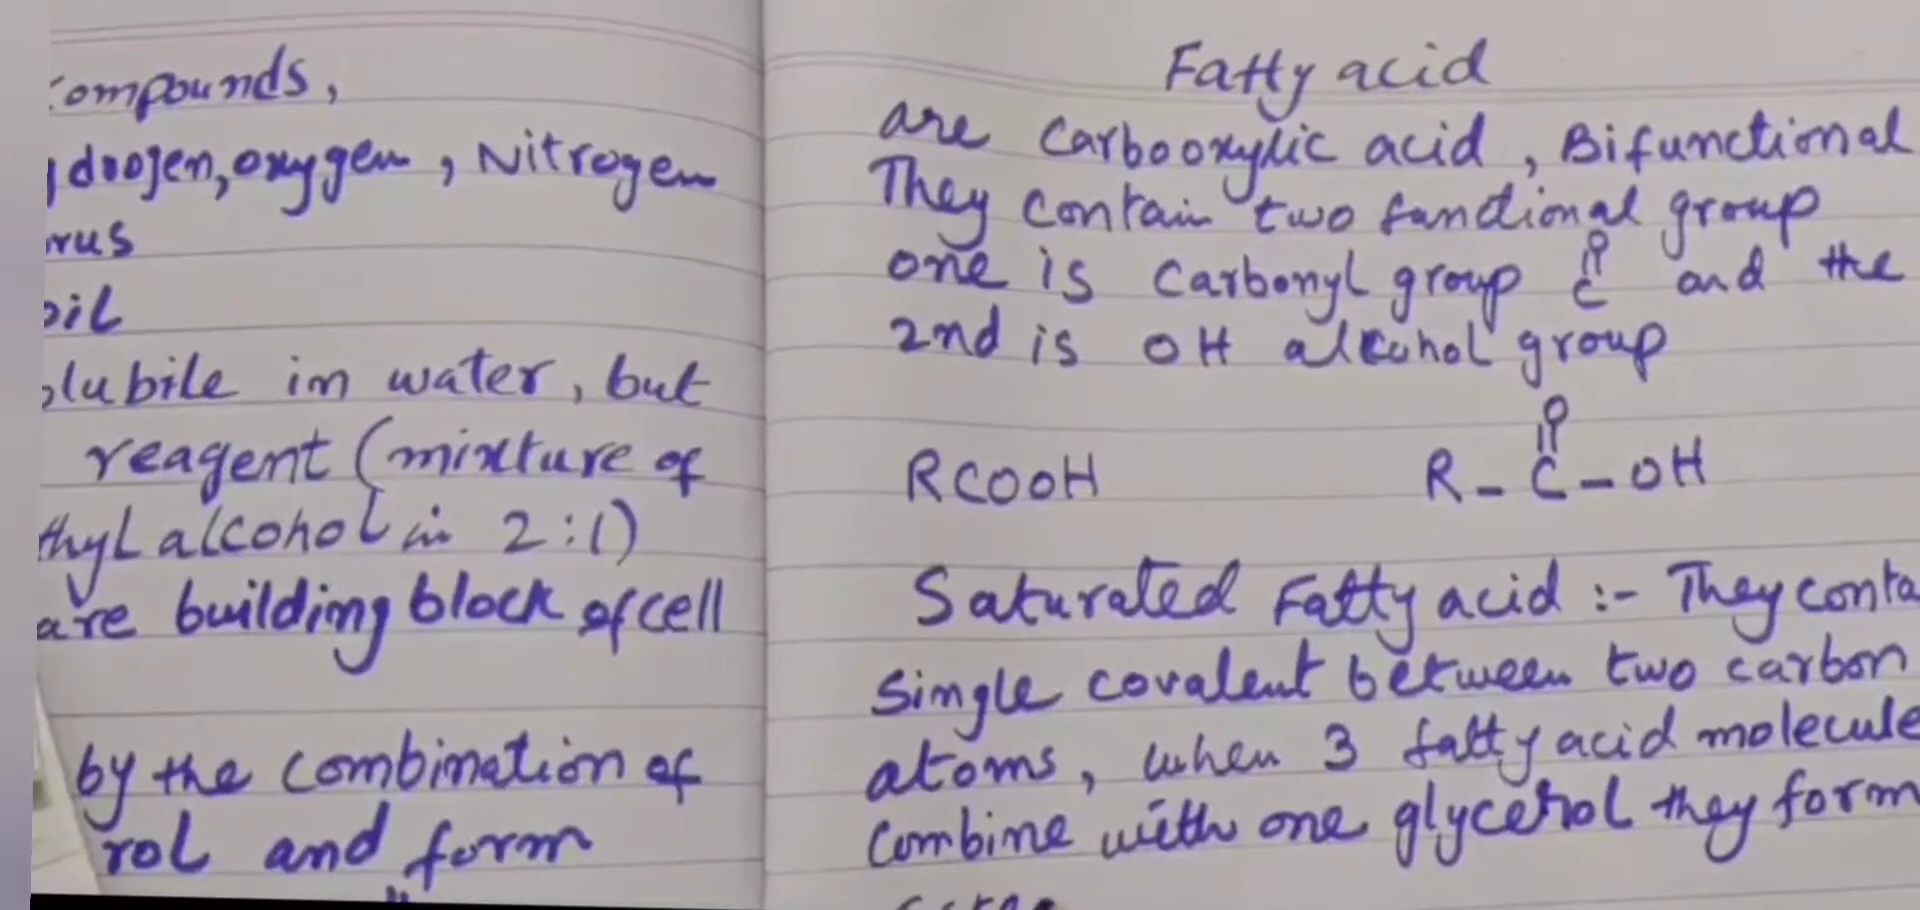 ompounds,
drogen, oxygen, Nitrogen
rus
oil
olubile in water, but
reagent (mixture of
thyl alcohol in 2:1)
are building block of cell
by the combination of
rol and form
Fatty acid
are Carbooxylic acid, Bifunctional
They contain two functional group
one is Carbonyl group O
C and the
2nd is OH alcohol group
O
RCOOH R-C-OH
Saturated Fatty acid :- They conta
single covalent between two carbon
atoms, when 3 fatty acid molecule
combine with one glycerol they form